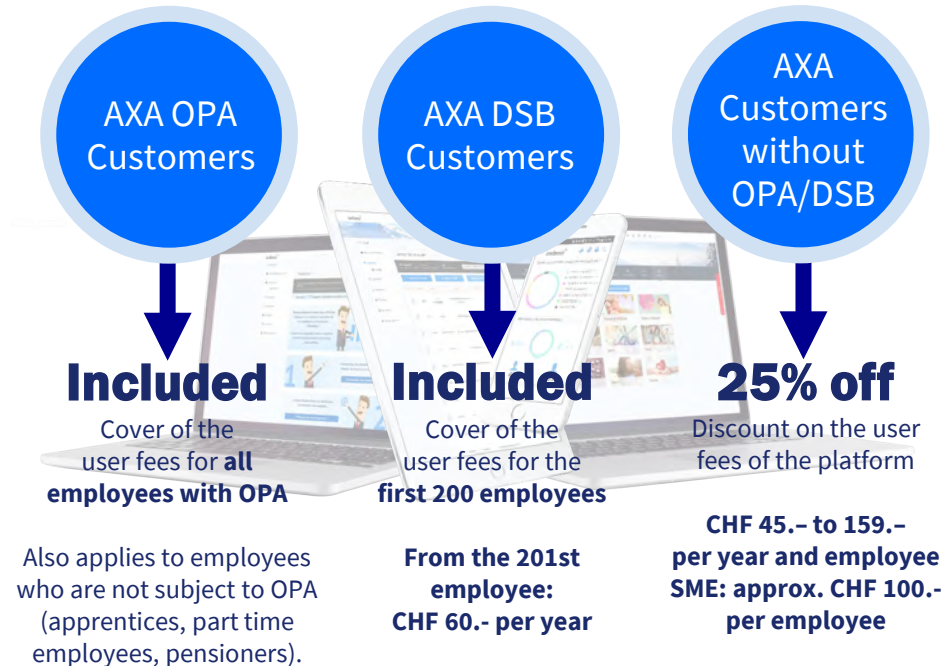 AXA OPA
Customers
AXA DSB
Customers
AXA
Customers
without
OPA/DSB
Included
Cover of the
user fees for all
employees with OPA
Also applies to employees
who are not subject to OPA
(apprentices, part time
employees, pensioners).
Included
Cover of the
user fees for the
first 200 employees
From the 201st
employee:
CHF 60.- per year
25% off
Discount on the user
fees of the platform
CHF 45.– to 159.–
per year and employee
SME: approx. CHF 100.-
per employee